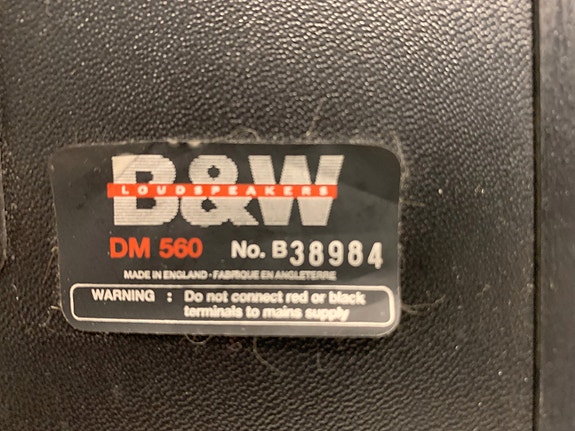 B&W
LOUDSPEAKERS
DM 560 No. B38984
MADE IN ENGLAND - FABRIQUE EN ANGLETERRE
WARNING : Do not connect red or black
terminals to mains supply